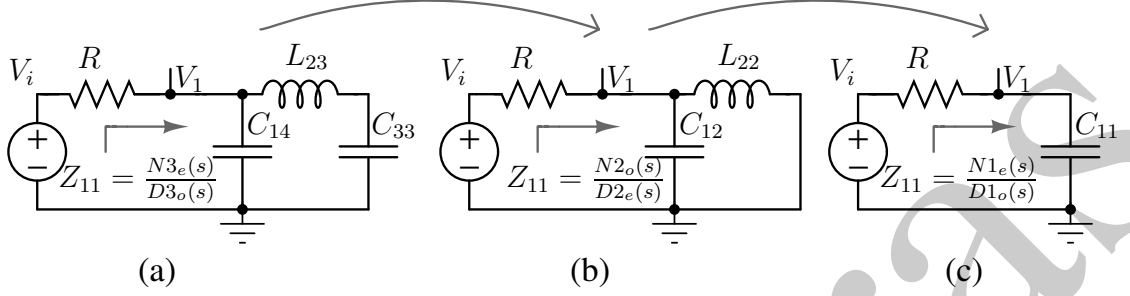 V_i R V_1 L_{23} C_{14} C_{33} Z_{11} = \frac{N3_e(s)}{D3_o(s)}
(a)
V_i R V_1 L_{22} C_{12} Z_{11} = \frac{N2_o(s)}{D2_e(s)}
(b)
V_i R V_1 C_{11} Z_{11} = \frac{N1_e(s)}{D1_o(s)}
(c)